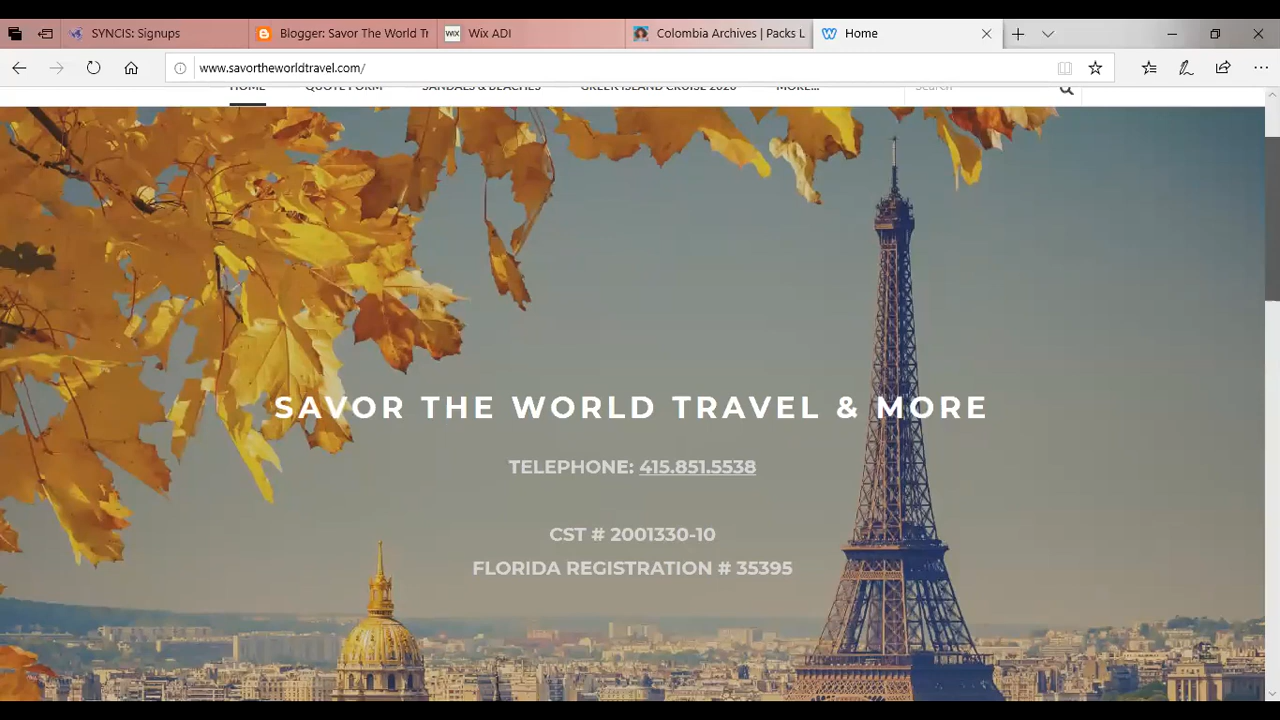 SYNCIS: Signups
Blogger: Savor The World Tr
WIX Wix ADI
Colombia Archives | Packs L
Home
www.savortheworldtravel.com/
HOME QUOTE FORM SANDALS & BEACHES GREEK ISLAND CRUISE 2020 MORE... Search
SAVOR THE WORLD TRAVEL & MORE
TELEPHONE: 415.851.5538
CST # 2001330-10
FLORIDA REGISTRATION # 35395